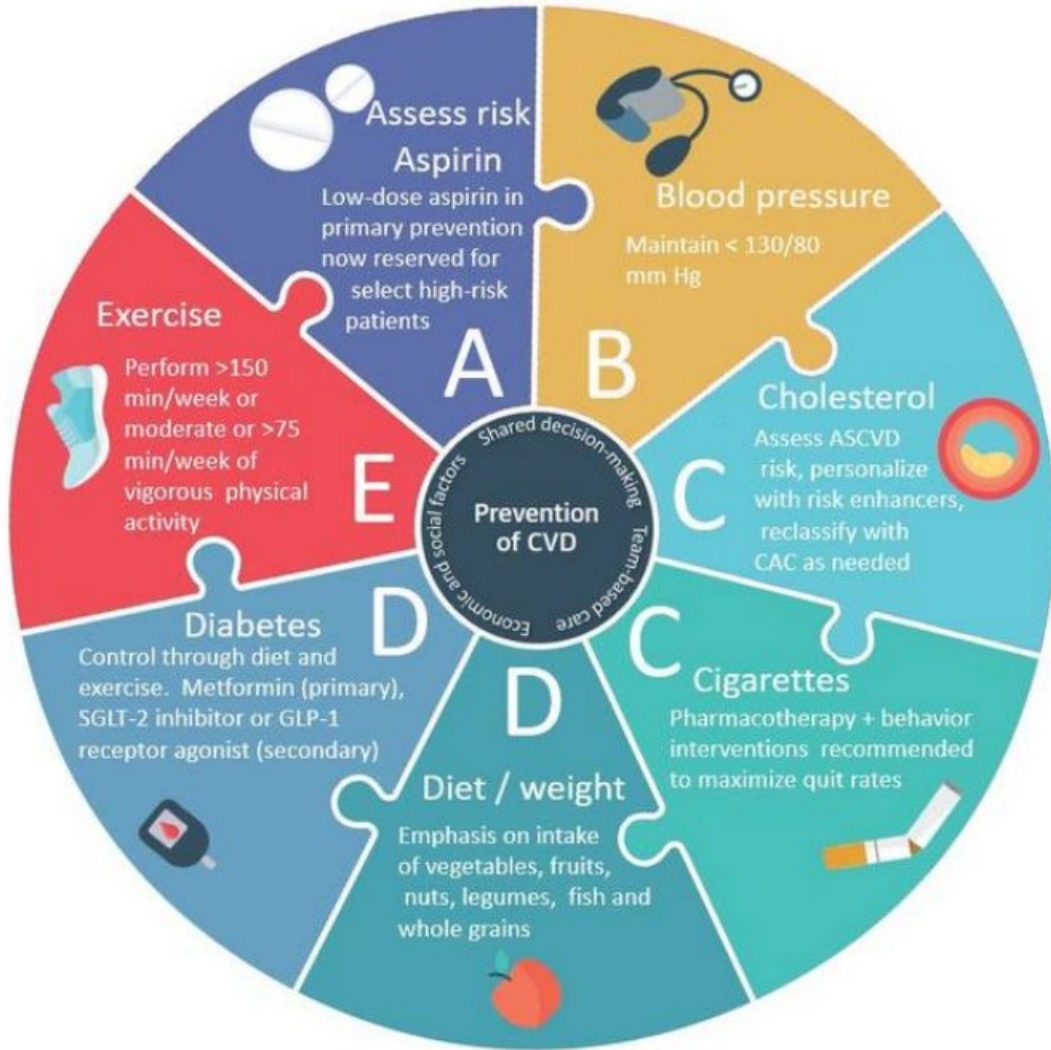 Assess risk
Aspirin
Low-dose aspirin in
primary prevention
now reserved for
select high-risk
patients
A
Blood pressure
Maintain < 130/80
mm Hg
B
Cholesterol
Assess ASCVD
risk, personalize
with risk enhancers,
reclassify with
CAC as needed
C
Cigarettes
Pharmacotherapy + behavior
interventions recommended
to maximize quit rates
C
Diet / weight
Emphasis on intake
of vegetables, fruits,
nuts, legumes, fish and
whole grains
D
Diabetes
Control through diet and
exercise. Metformin (primary),
SGLT-2 inhibitor or GLP-1
receptor agonist (secondary)
D
Exercise
Perform >150
min/week or
moderate or >75
min/week of
vigorous physical
activity
E
Prevention
of CVD
Shared decision-making
Team-based care
Economic and social factors